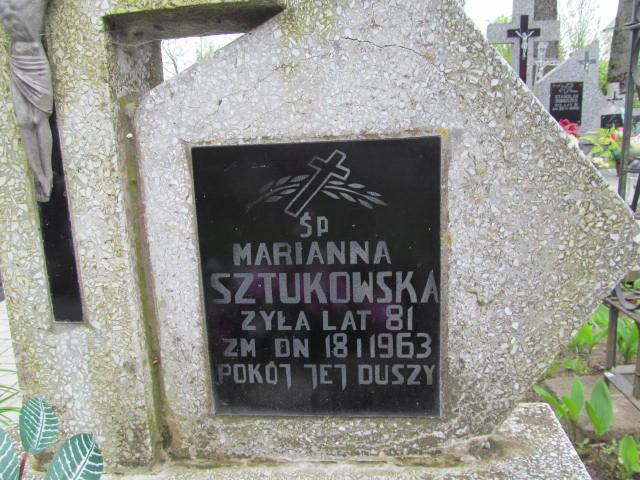 ŚP
MARIANNA
SZTUKOWSKA
ŻYŁA LAT 81
ZM DN 18 I 1963
POKÓJ JEJ DUSZY